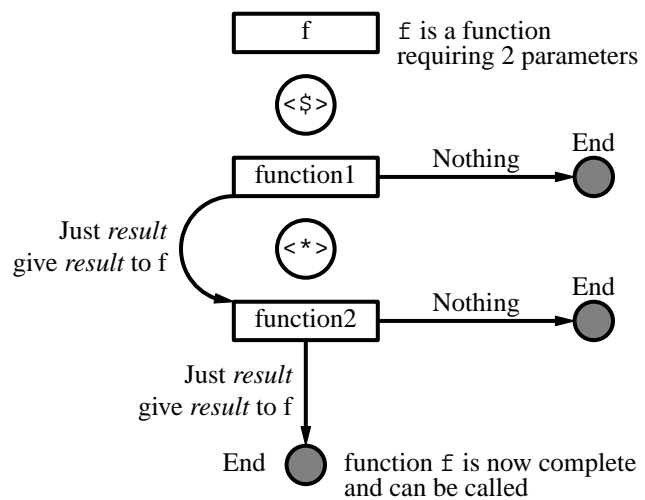 f
f is a function
requiring 2 parameters
<$>
function1
Nothing
End
Just result
give result to f
<*>
function2
Nothing
End
Just result
give result to f
End
function f is now complete
and can be called